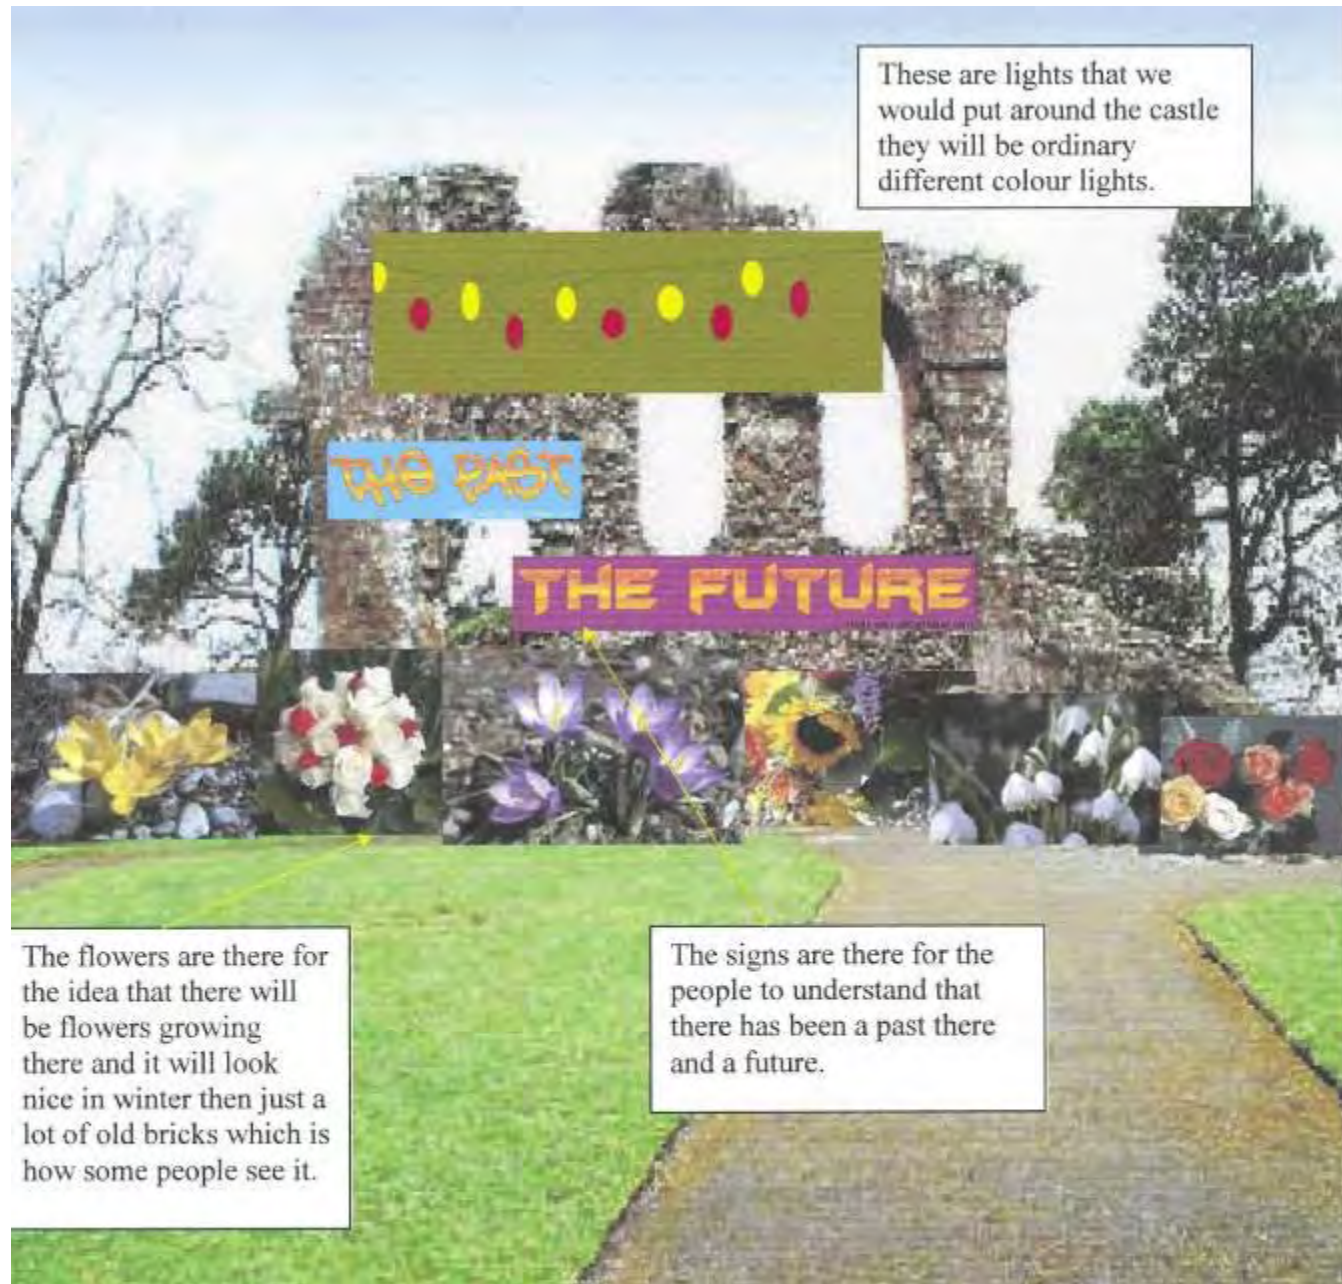 These are lights that we
would put around the castle
they will be ordinary
different colour lights.
THE PAST
THE FUTURE
The flowers are there for
the idea that there will
be flowers growing
there and it will look
nice in winter then just a
lot of old bricks which is
how some people see it.
The signs are there for the
people to understand that
there has been a past there
and a future.